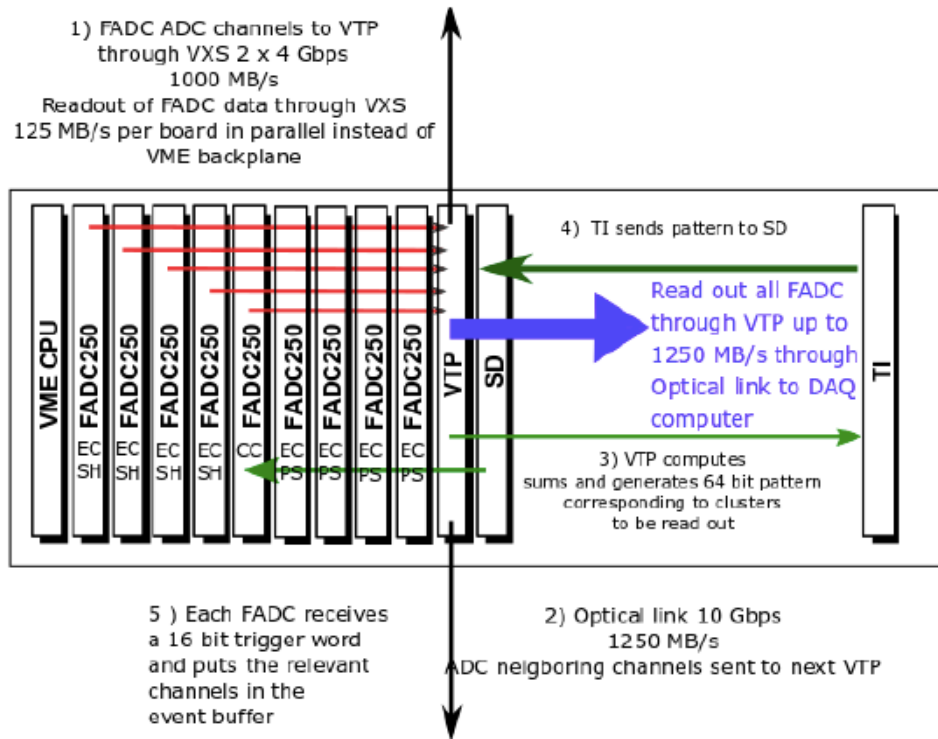 1) FADC ADC channels to VTP
through VXS 2 x 4 Gbps
1000 MB/s
Readout of FADC data through VXS
125 MB/s per board in parallel instead of
VME backplane
4) TI sends pattern to SD
Read out all FADC
through VTP up to
1250 MB/s through
Optical link to DAQ
computer
VME CPU
FADC250
EC
SH
FADC250
EC
SH
FADC250
EC
SH
FADC250
EC
SH
FADC250
CC
FADC250
EC
PS
FADC250
EC
PS
FADC250
EC
PS
FADC250
EC
PS
VTP
SD
TI
3) VTP computes
sums and generates 64 bit pattern
corresponding to clusters
to be read out
5 ) Each FADC receives
a 16 bit trigger word
and puts the relevant
channels in the
event buffer
2) Optical link 10 Gbps
1250 MB/s
ADC neigboring channels sent to next VTP